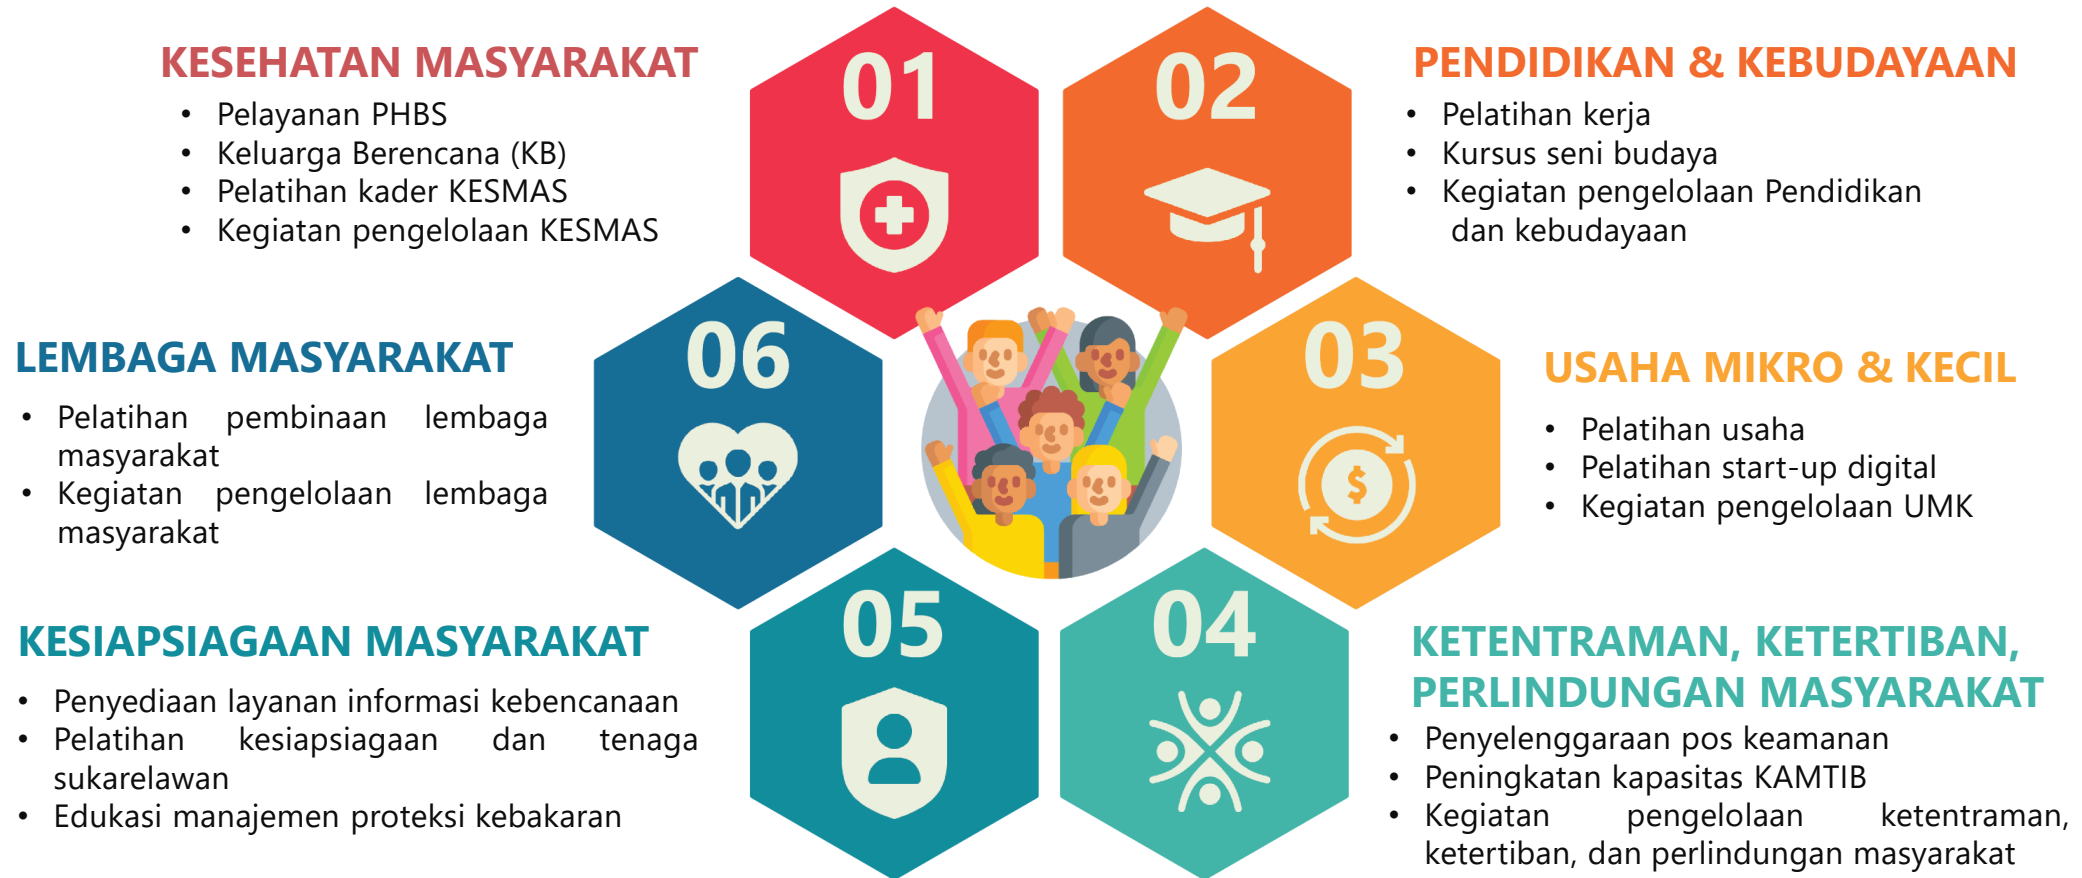 01
KESEHATAN MASYARAKAT
• Pelayanan PHBS
• Keluarga Berencana (KB)
• Pelatihan kader KESMAS
• Kegiatan pengelolaan KESMAS
02
PENDIDIKAN & KEBUDAYAAN
• Pelatihan kerja
• Kursus seni budaya
• Kegiatan pengelolaan Pendidikan
dan kebudayaan
03
USAHA MIKRO & KECIL
• Pelatihan usaha
• Pelatihan start-up digital
• Kegiatan pengelolaan UMK
$
04
KETENTRAMAN, KETERTIBAN,
PERLINDUNGAN MASYARAKAT
• Penyelenggaraan pos keamanan
• Peningkatan kapasitas KAMTIB
• Kegiatan pengelolaan ketentraman,
ketertiban, dan perlindungan masyarakat
05
KESIAPSIAGAAN MASYARAKAT
• Penyediaan layanan informasi kebencanaan
• Pelatihan kesiapsiagaan dan tenaga
sukarelawan
• Edukasi manajemen proteksi kebakaran
06
LEMBAGA MASYARAKAT
• Pelatihan pembinaan lembaga
masyarakat
• Kegiatan pengelolaan lembaga
masyarakat